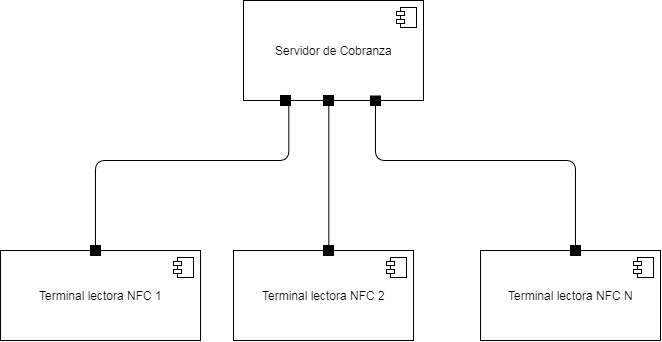 Servidor de Cobranza
Terminal lectora NFC 1
Terminal lectora NFC 2
Terminal lectora NFC N